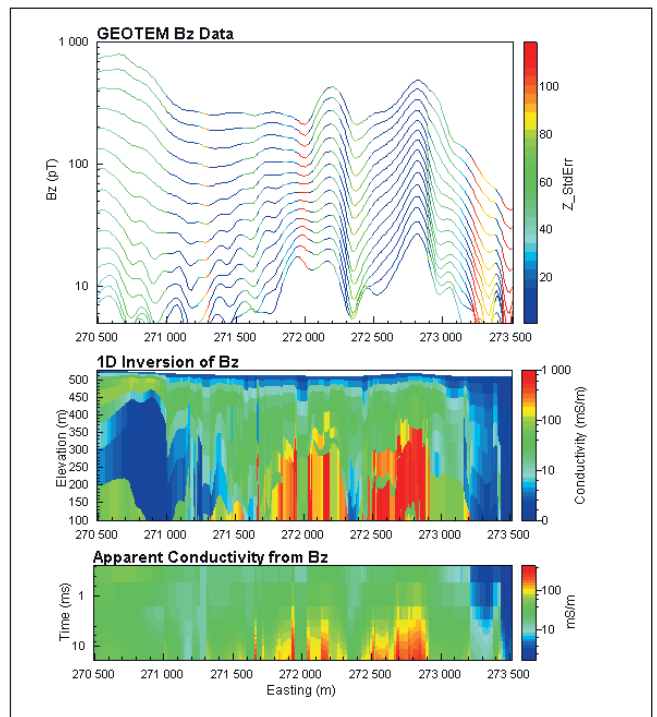 GEOTEM Bz Data
1 000
100
10
Bz (pT)
100
80
60
40
20
Z_StdErr
270 500 271 000 271 500 272 000 272 500 273 000 273 500
1D Inversion of Bz
500
450
400
350
300
250
200
150
100
Elevation (m)
1 000
100
10
0
Conductivity (mS/m)
270 500 271 000 271 500 272 000 272 500 273 000 273 500
Apparent Conductivity from Bz
1
10
Time (ms)
100
10
mS/m
270 500 271 000 271 500 272 000 272 500 273 000 273 500
Easting (m)